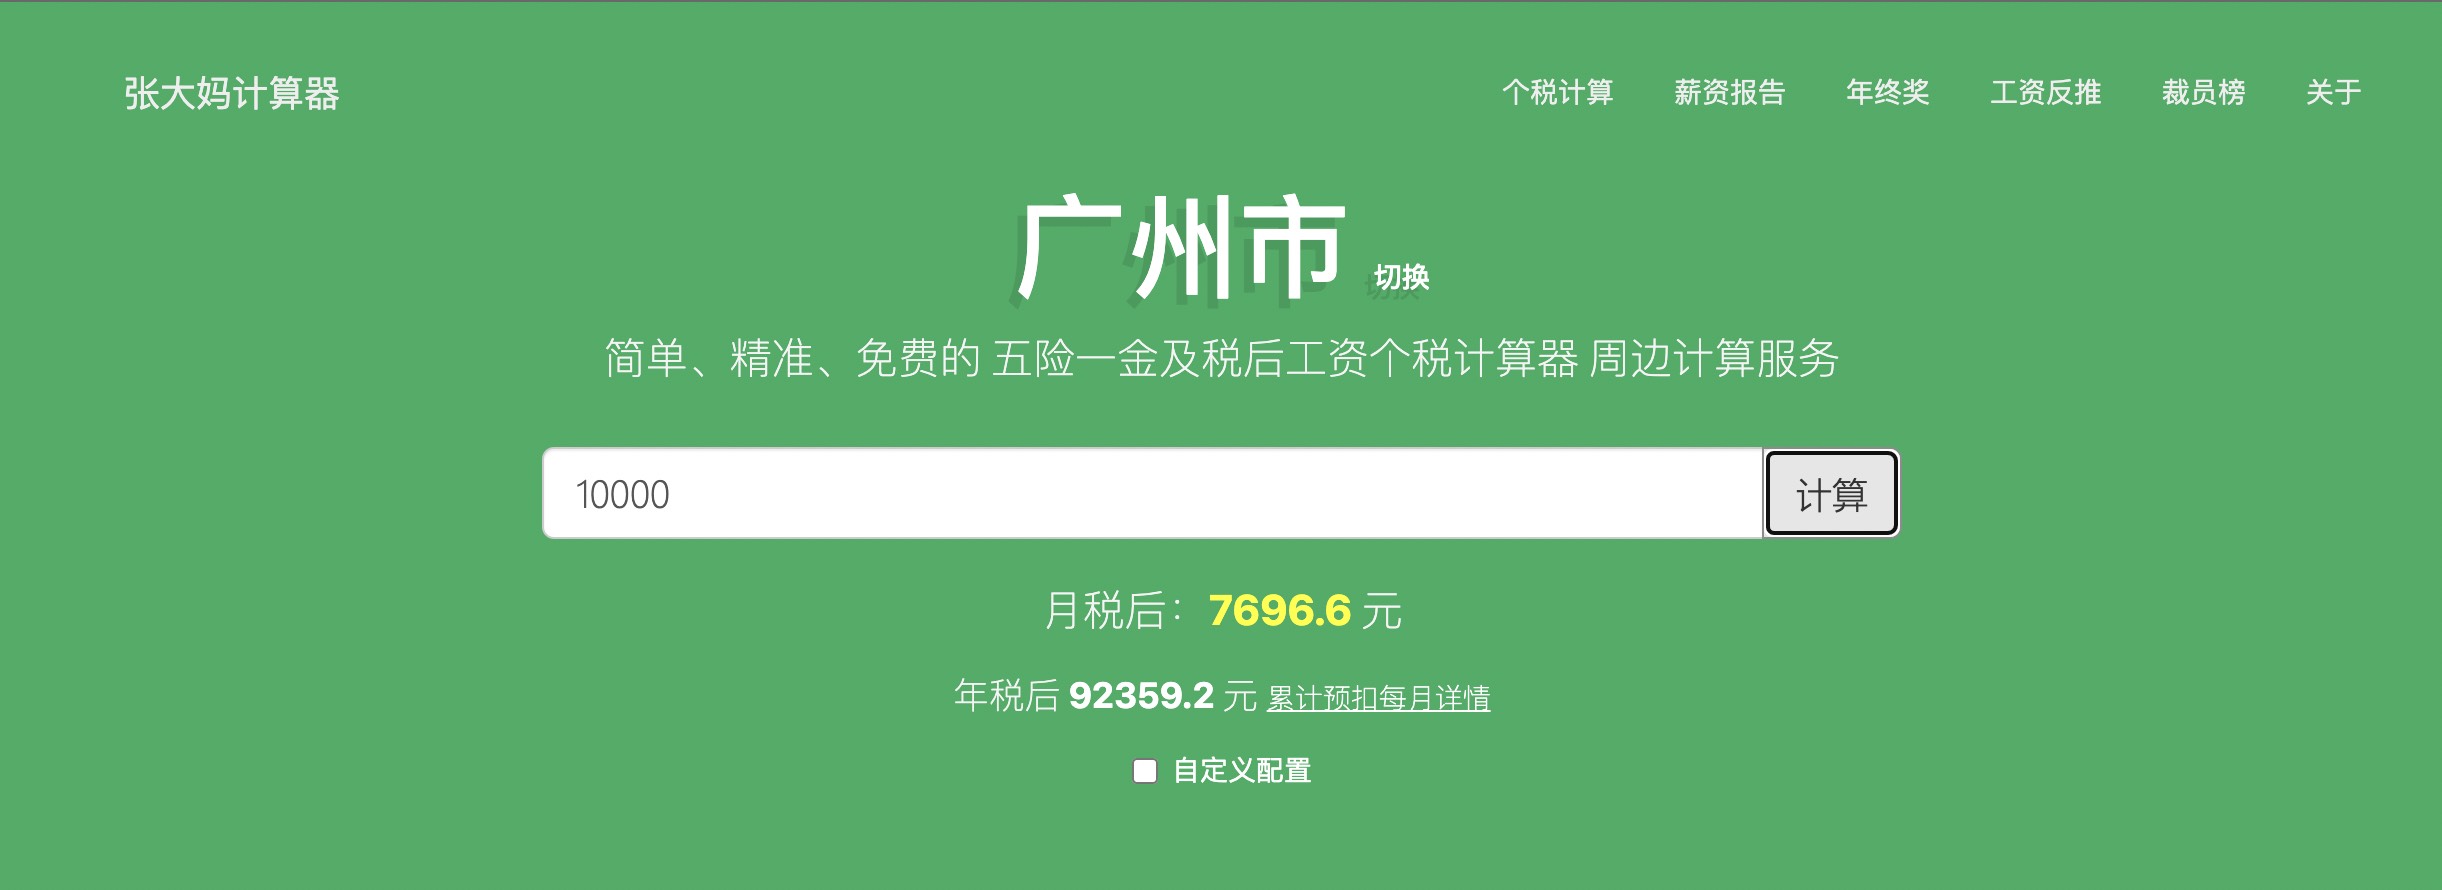 张大妈计算器
个税计算 薪资报告 年终奖 工资反推 裁员榜 关于
广州市 切换
简单、精准、免费的 五险一金及税后工资个税计算器 周边计算服务
10000 计算
月税后：7696.6 元
年税后 92359.2 元 累计预扣每月详情
自定义配置